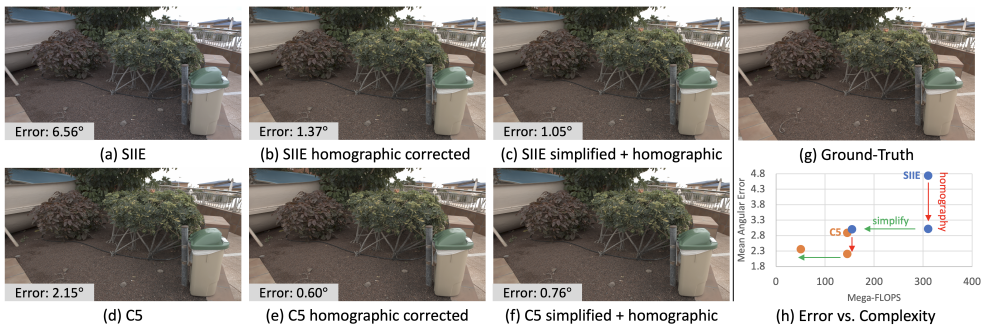 Error: 6.56°
Error: 1.37°
Error: 1.05°
(a) SIIE
(b) SIIE homographic corrected
(c) SIIE simplified + homographic
(g) Ground-Truth
Error: 2.15°
Error: 0.60°
Error: 0.76°
(d) C5
(e) C5 homographic corrected
(f) C5 simplified + homographic
Mean Angular Error
4.8
4.3
3.8
3.3
2.8
2.3
1.8
SIIE
homography
simplify
C5
0
100
200
300
400
Mega-FLOPS
(h) Error vs. Complexity